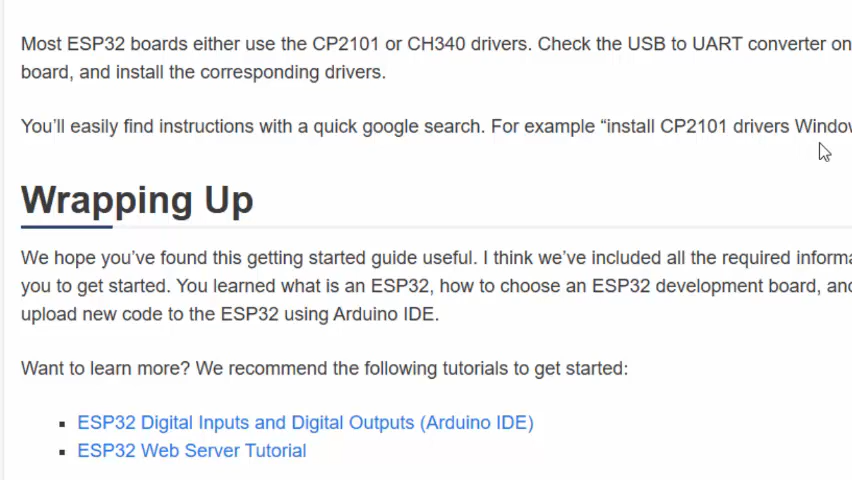 Most ESP32 boards either use the CP2101 or CH340 drivers. Check the USB to UART converter on
board, and install the corresponding drivers.
You’ll easily find instructions with a quick google search. For example “install CP2101 drivers
Wrapping Up
We hope you’ve found this getting started guide useful. I think we’ve included all the required
you to get started. You learned what is an ESP32, how to choose an ESP32 development board, and
upload new code to the ESP32 using Arduino IDE.
Want to learn more? We recommend the following tutorials to get started:
▪ ESP32 Digital Inputs and Digital Outputs (Arduino IDE)
▪ ESP32 Web Server Tutorial